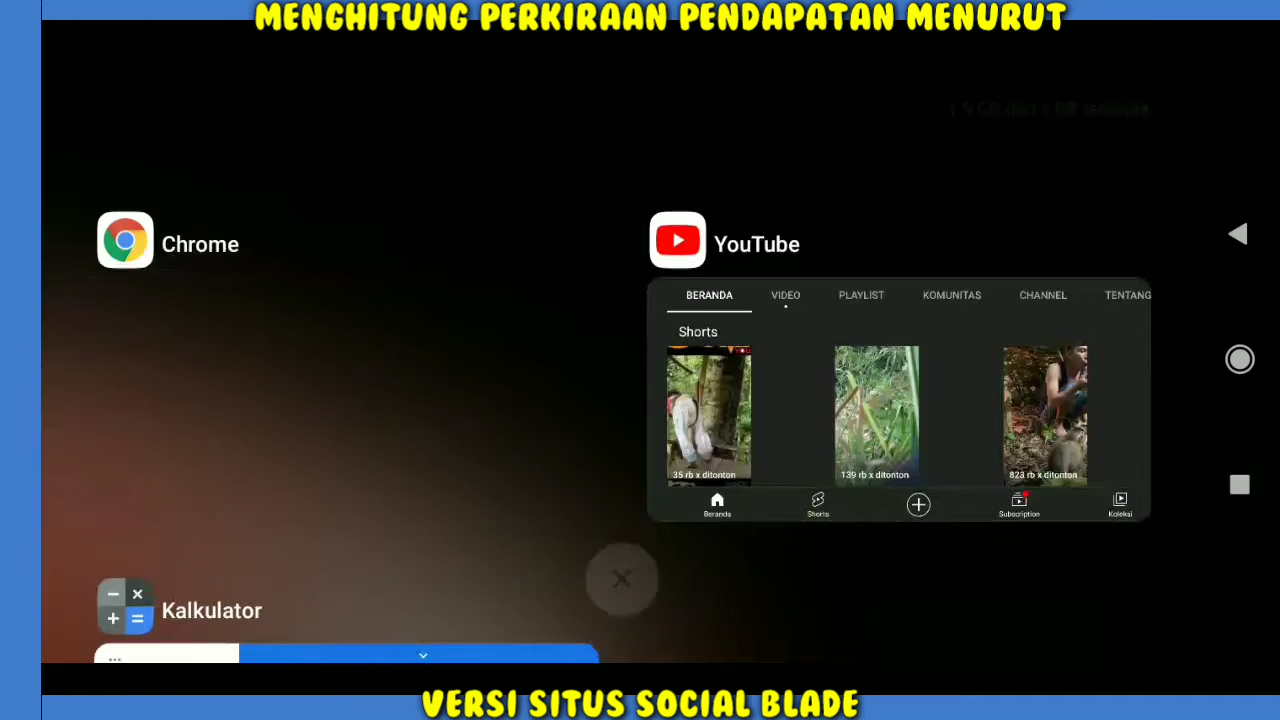 MENGHITUNG PERKIRAAN PENDAPATAN MENURUT
Chrome
YouTube
BERANDA VIDEO PLAYLIST KOMUNITAS CHANNEL TENTANG
Shorts
35 rb x ditonton 139 rb x ditonton 823 rb x ditonton
Beranda Shorts Subscription Koleksi
Kalkulator
VERSI SITUS SOCIAL BLADE